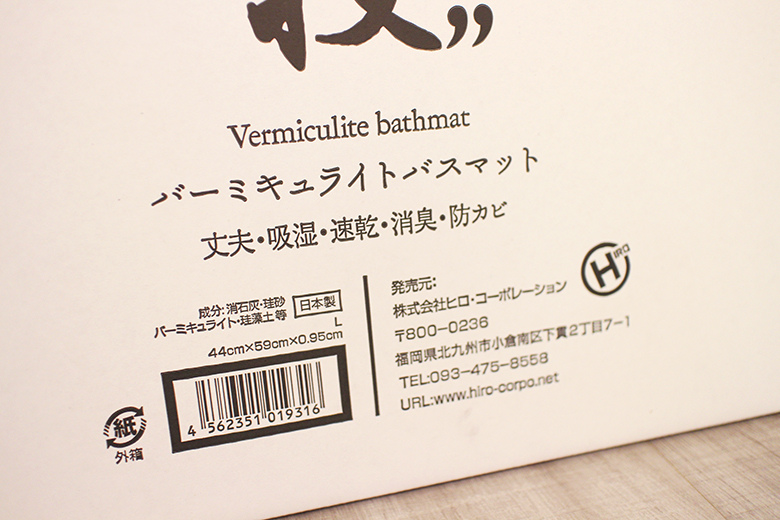 ”
Vermiculite bathmat
バーミキュライトバスマット
丈夫・吸湿・速乾・消臭・防カビ
成分:消石灰・珪砂
バーミキュライト・珪藻土 等
日本製
L
44cm×59cm×0.95cm
4 562351 019316
紙
外箱
発売元:
株式会社ヒロ・コーポレーション
HIRO
〒800-0236
福岡県北九州市小倉南区下貫2丁目7-1
TEL:093-475-8558
URL:www.hiro-corpo.net